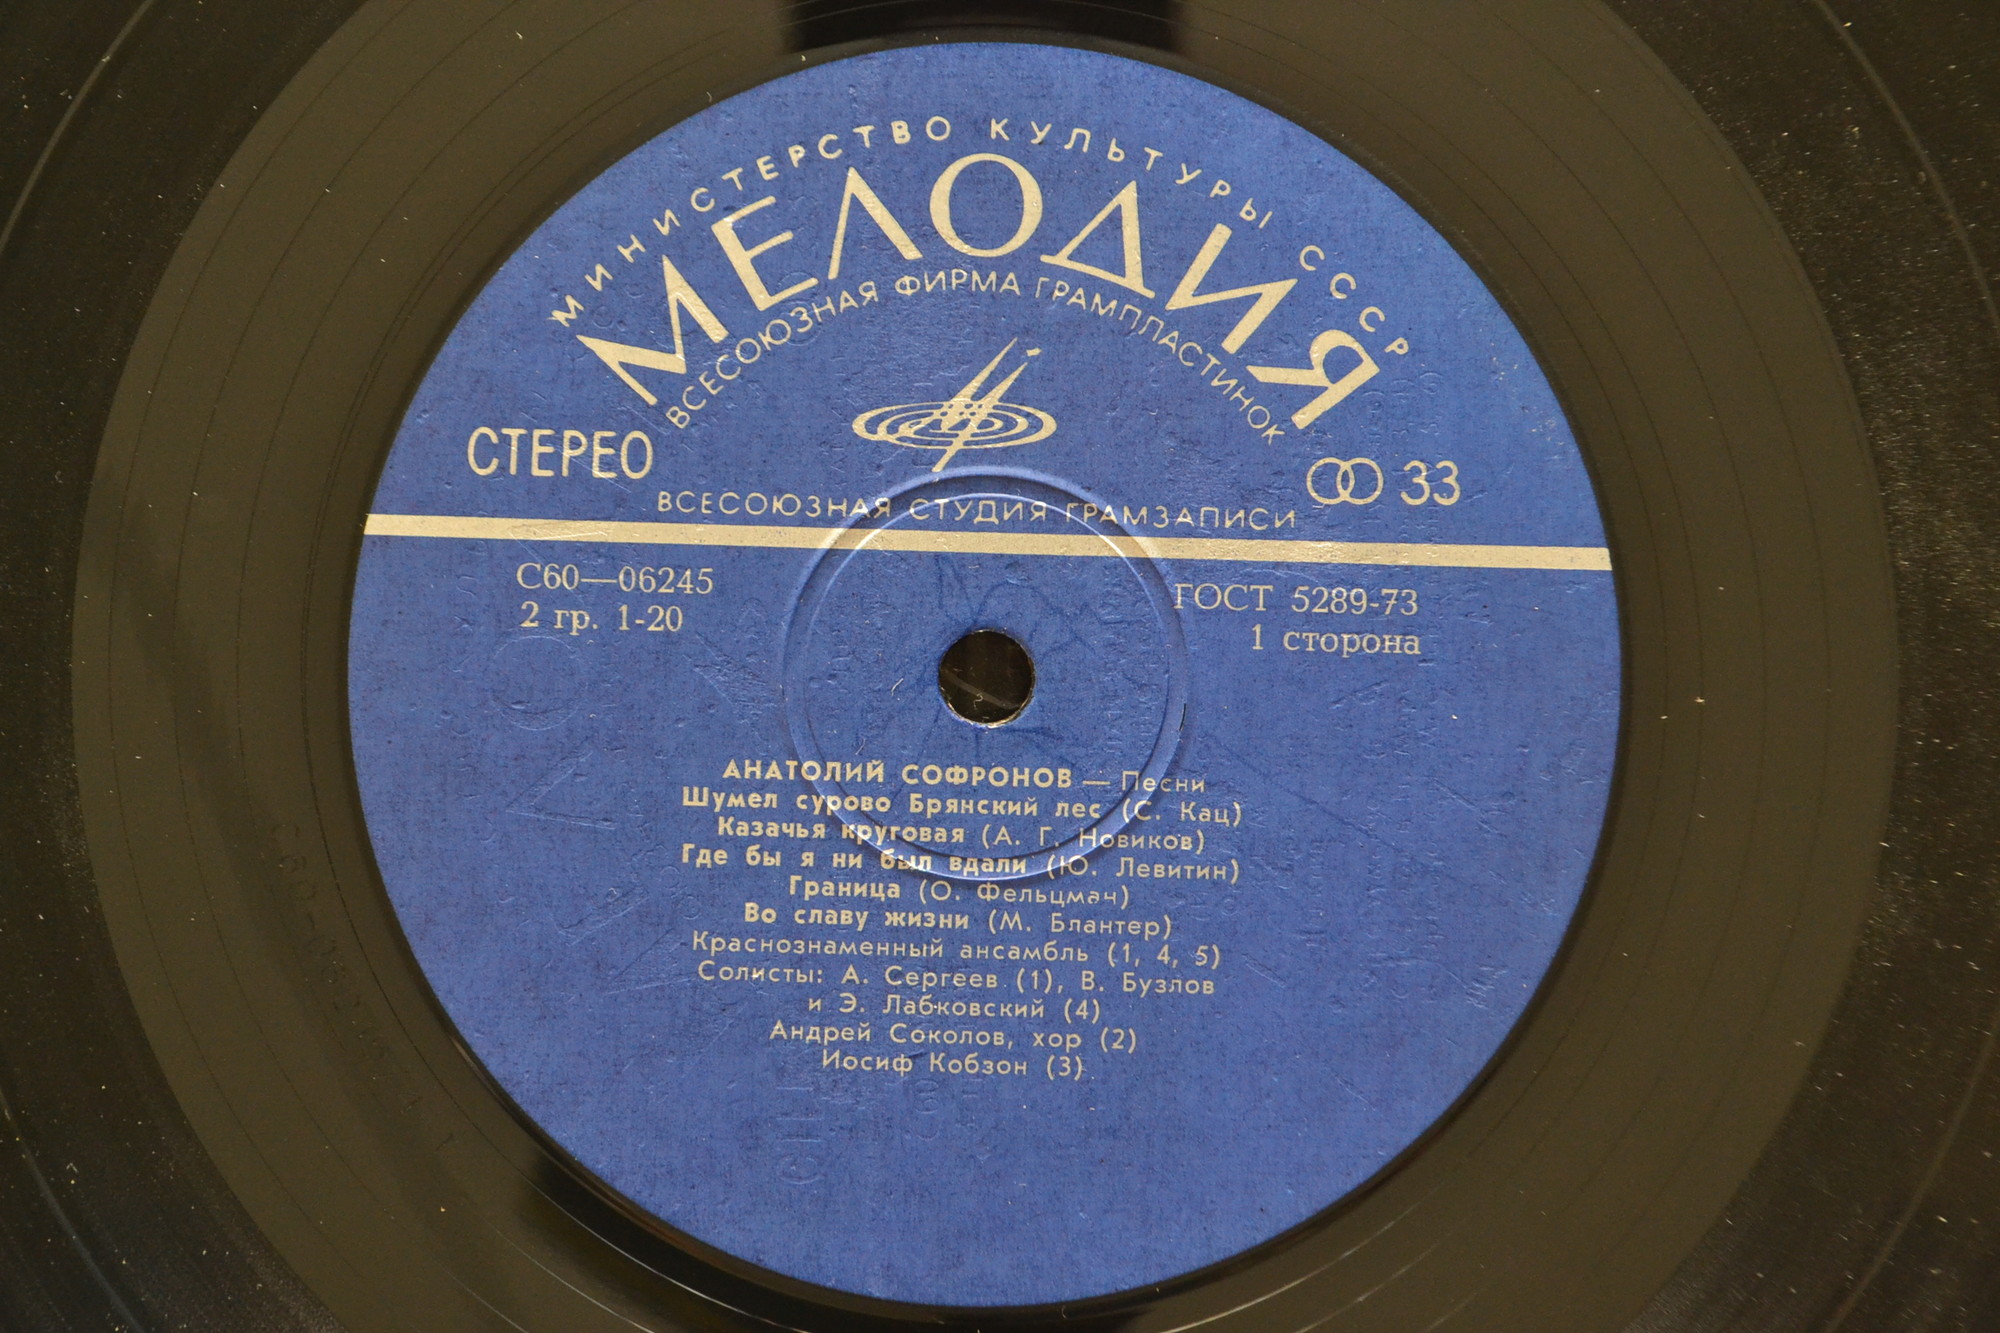 МИНИСТЕРСТВО КУЛЬТУРЫ СССР
МЕЛОДИЯ
ВСЕСОЮЗНАЯ ФИРМА ГРАМПЛАСТИНОК
СТЕРЕО
33
ВСЕСОЮЗНАЯ СТУДИЯ ГРАМЗАПИСИ
С60—06245
ГОСТ 5289-73
2 гр. 1-20
1 сторона
АНАТОЛИЙ СОФРОНОВ — Песни
Шумел сурово Брянский лес (С. Кац)
Казачья круговая (А. Г. Новиков)
Где бы я ни был вдали (Ю. Левитин)
Граница (О. Фельцман)
Во славу жизни (М. Блантер)
Краснознаменный ансамбль (1, 4, 5)
Солисты: А. Сергеев (1), В. Бузлов
и Э. Лабковский (4)
Андрей Соколов, хор (2)
Иосиф Кобзон (3)